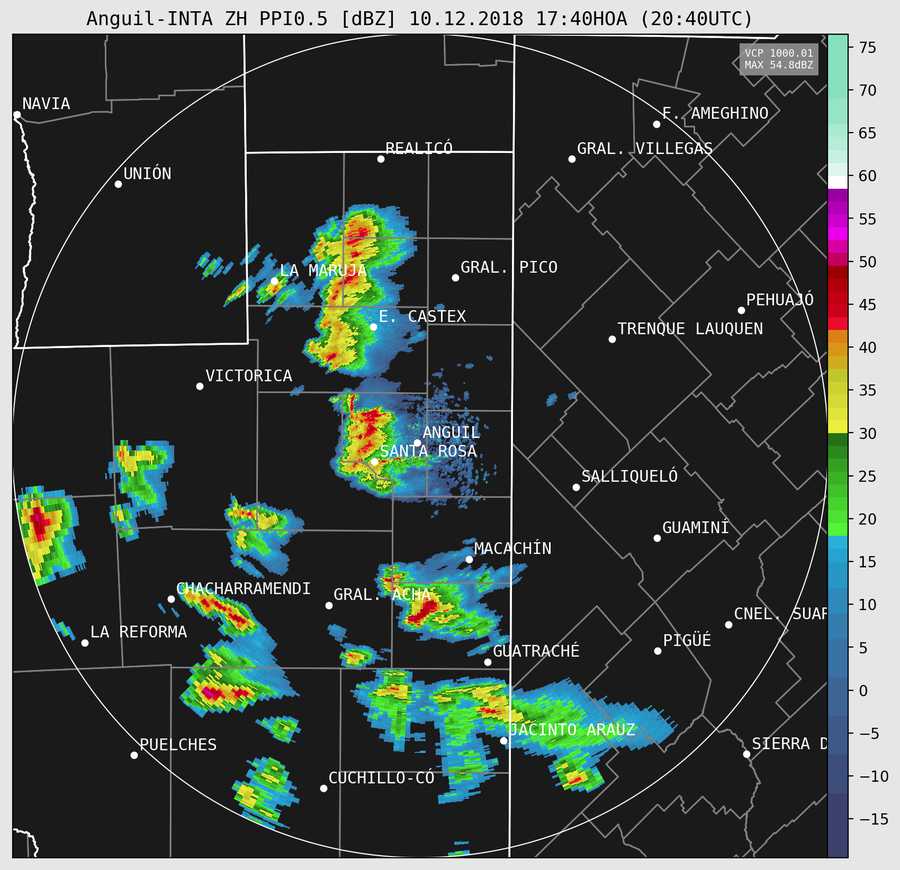 Anguil-INTA ZH PPI0.5 [dBZ] 10.12.2018 17:40HOA (20:40UTC)
VCP 1000.01
MAX 54.8dBZ
75
70
65
60
55
50
45
40
35
30
25
20
15
10
5
0
−5
−10
−15
NAVIA
F. AMEGHINO
REALICÓ
GRAL. VILLEGAS
UNIÓN
LA MARUJA
GRAL. PICO
PEHUAJÓ
E. CASTEX
TRENQUE LAUQUEN
VICTORICA
ANGUIL
SANTA ROSA
SALLIQUELÓ
GUAMINÍ
MACACHÍN
CHACHARRAMENDI
GRAL. ACHA
CNEL. SUAR
LA REFORMA
PIGÜÉ
GUATRACHÉ
JACINTO ARAUZ
PUELCHES
SIERRA D
CUCHILLO-CÓ